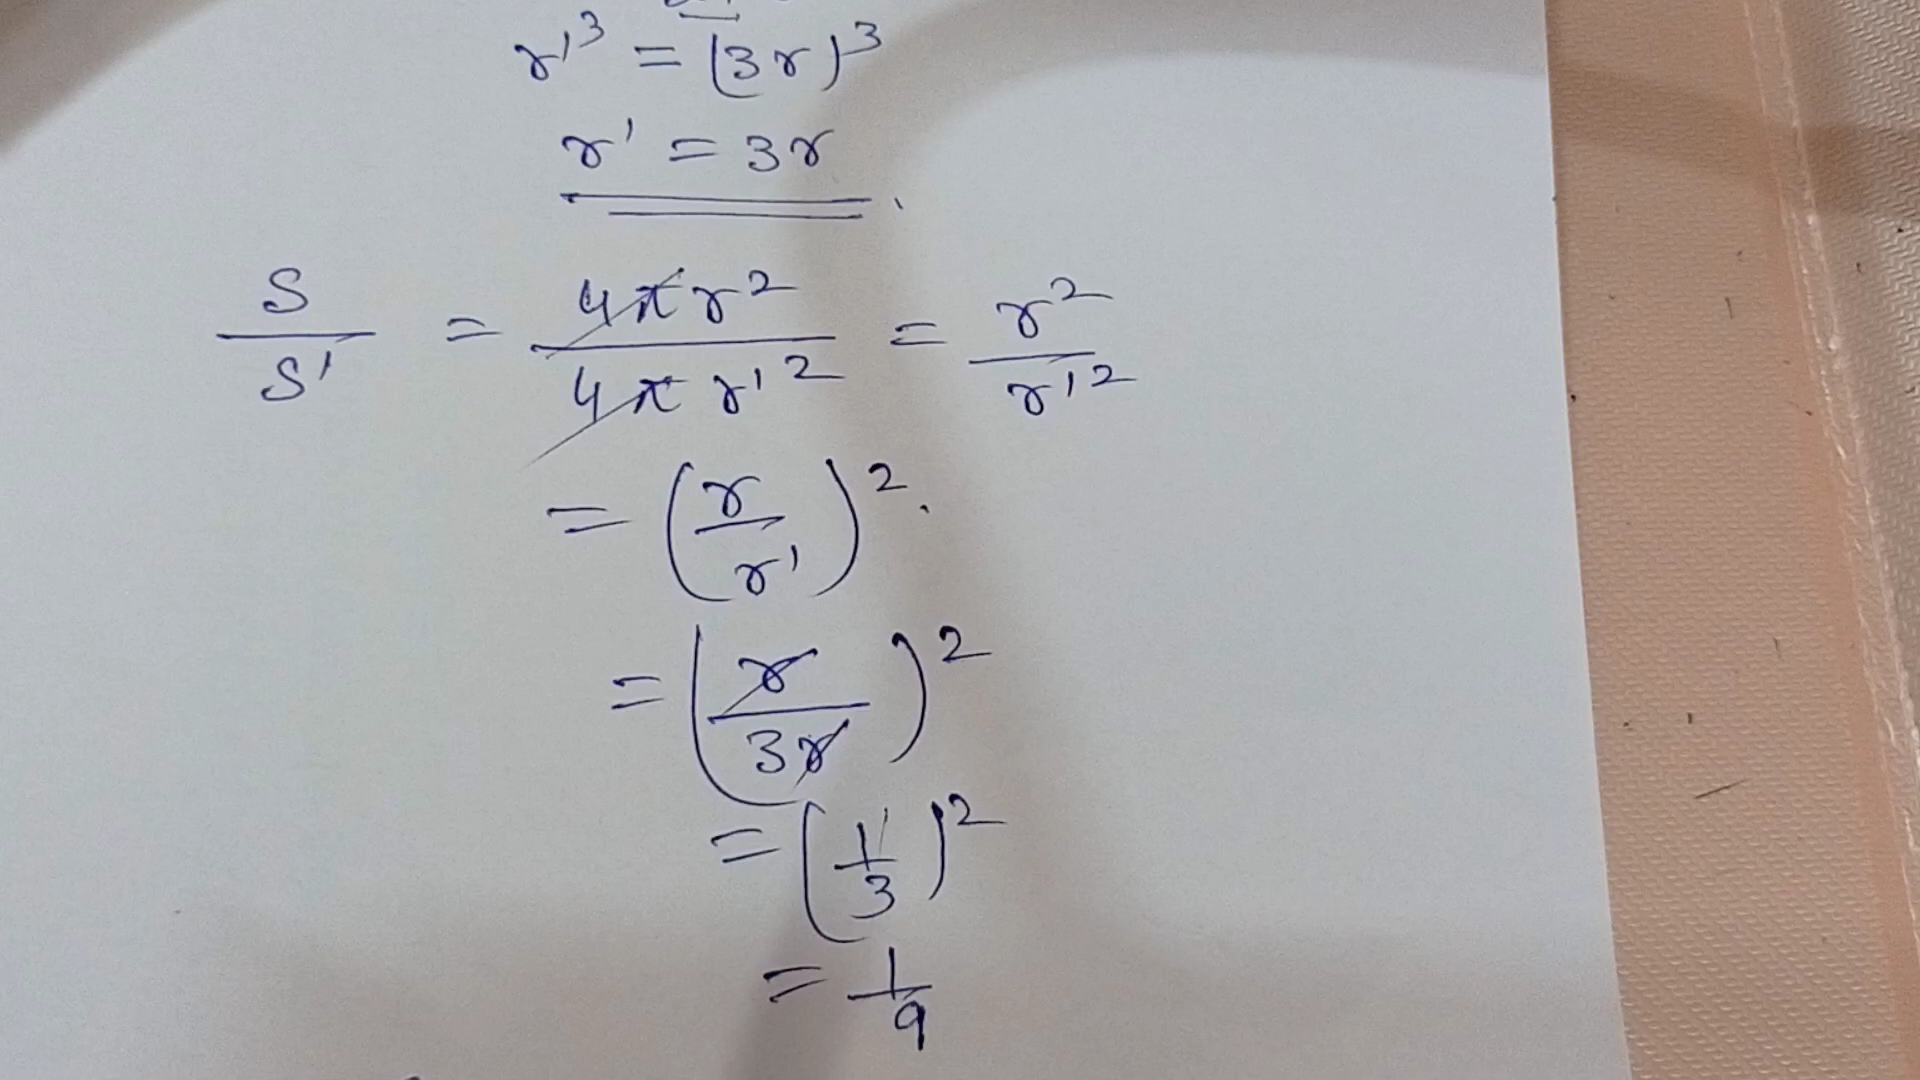 r'³ = (3r)³
r' = 3r.
S/S' = 4πr²/4πr'² = r²/r'²
= (r/r')².
= (r/3r)²
= (1/3)²
= 1/9